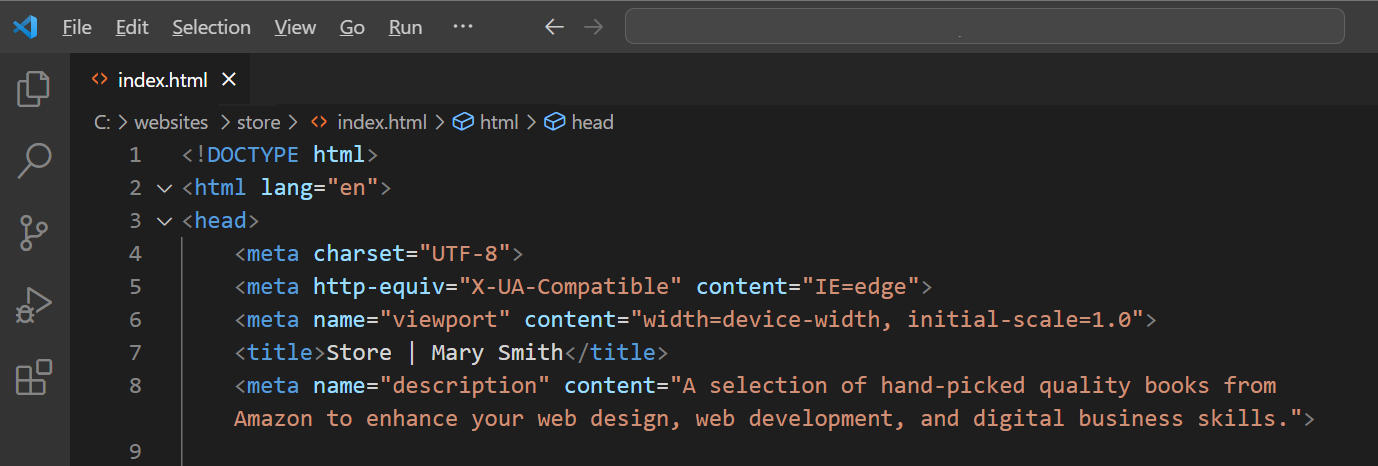 File Edit Selection View Go Run ···
<> index.html ×
C: > websites > store > <> index.html > html > head
1 <!DOCTYPE html>
2 <html lang="en">
3 <head>
4 <meta charset="UTF-8">
5 <meta http-equiv="X-UA-Compatible" content="IE=edge">
6 <meta name="viewport" content="width=device-width, initial-scale=1.0">
7 <title>Store | Mary Smith</title>
8 <meta name="description" content="A selection of hand-picked quality books from
Amazon to enhance your web design, web development, and digital business skills.">
9